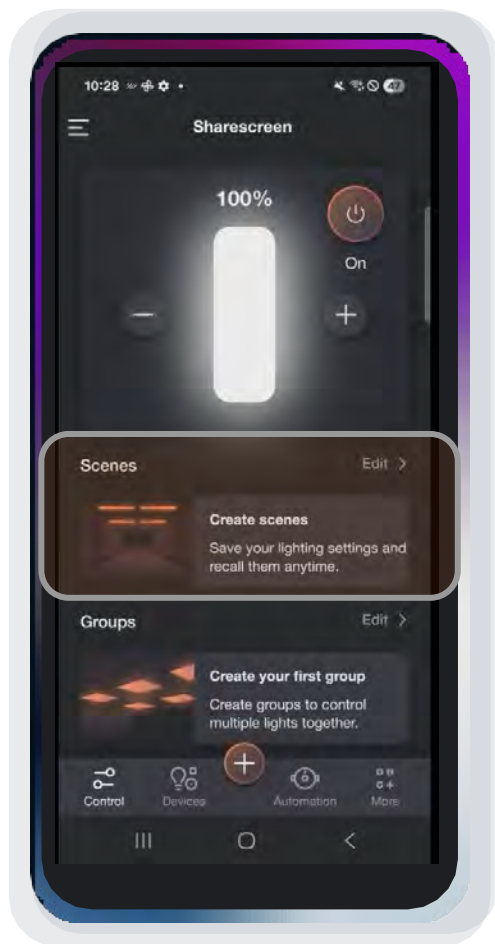 10:28
Sharescreen
100%
On
Scenes
Edit
Create scenes
Save your lighting settings and
recall them anytime.
Groups
Edit
Create your first group
Create groups to control
multiple lights together.
Control
Devices
Automation
More